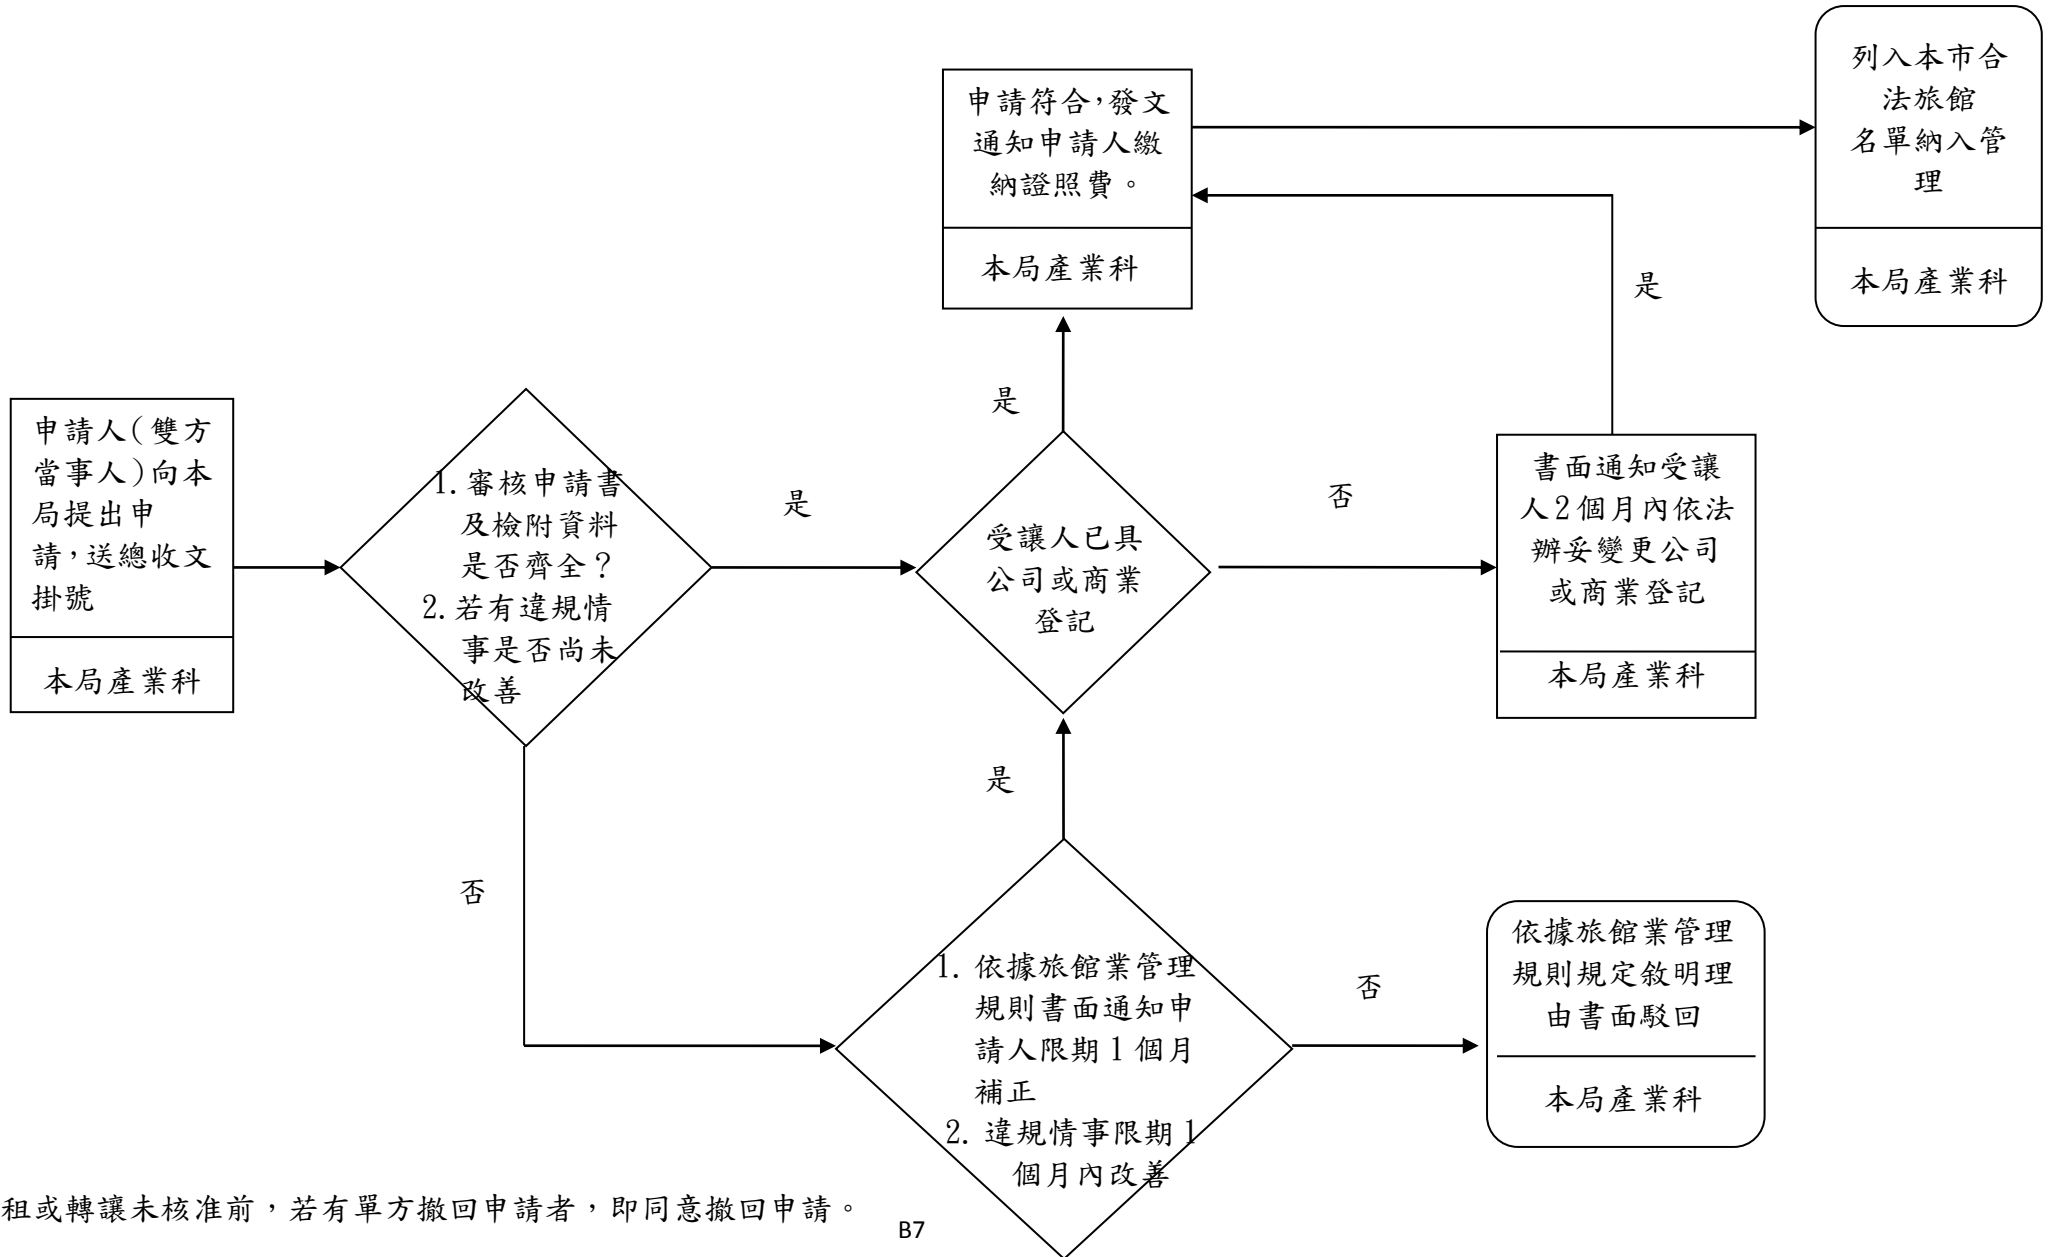 列入本市合
法旅館
名單納入管
理
本局產業科
申請符合，發文
通知申請人繳
納證照費。
本局產業科
是
是
申請人(雙方
當事人)向本
局提出申
請，送總收文
掛號
本局產業科
1.審核申請書
及檢附資料
是否齊全？
2.若有違規情
事是否尚未
改善
是
受讓人已具
公司或商業
登記
否
書面通知受讓
人2個月內依法
辦妥變更公司
或商業登記
本局產業科
是
否
1. 依據旅館業管理
規則書面通知申
請人限期1個月
補正
2. 違規情事限期1
個月內改善
否
依據旅館業管理
規則規定敘明理
由書面駁回
本局產業科
租或轉讓未核准前，若有單方撤回申請者，即同意撤回申請。
B7